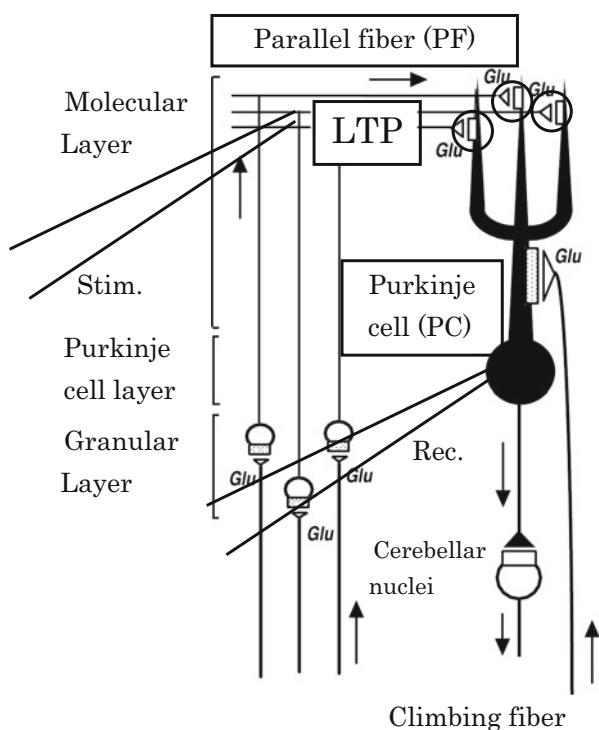 Parallel fiber (PF)
Glu
Glu
Molecular
Layer
LTP
Glu
Glu
Stim.
Purkinje
cell (PC)
Purkinje
cell layer
Granular
Layer
Rec.
Glu
Glu
Glu
Cerebellar
nuclei
Climbing fiber